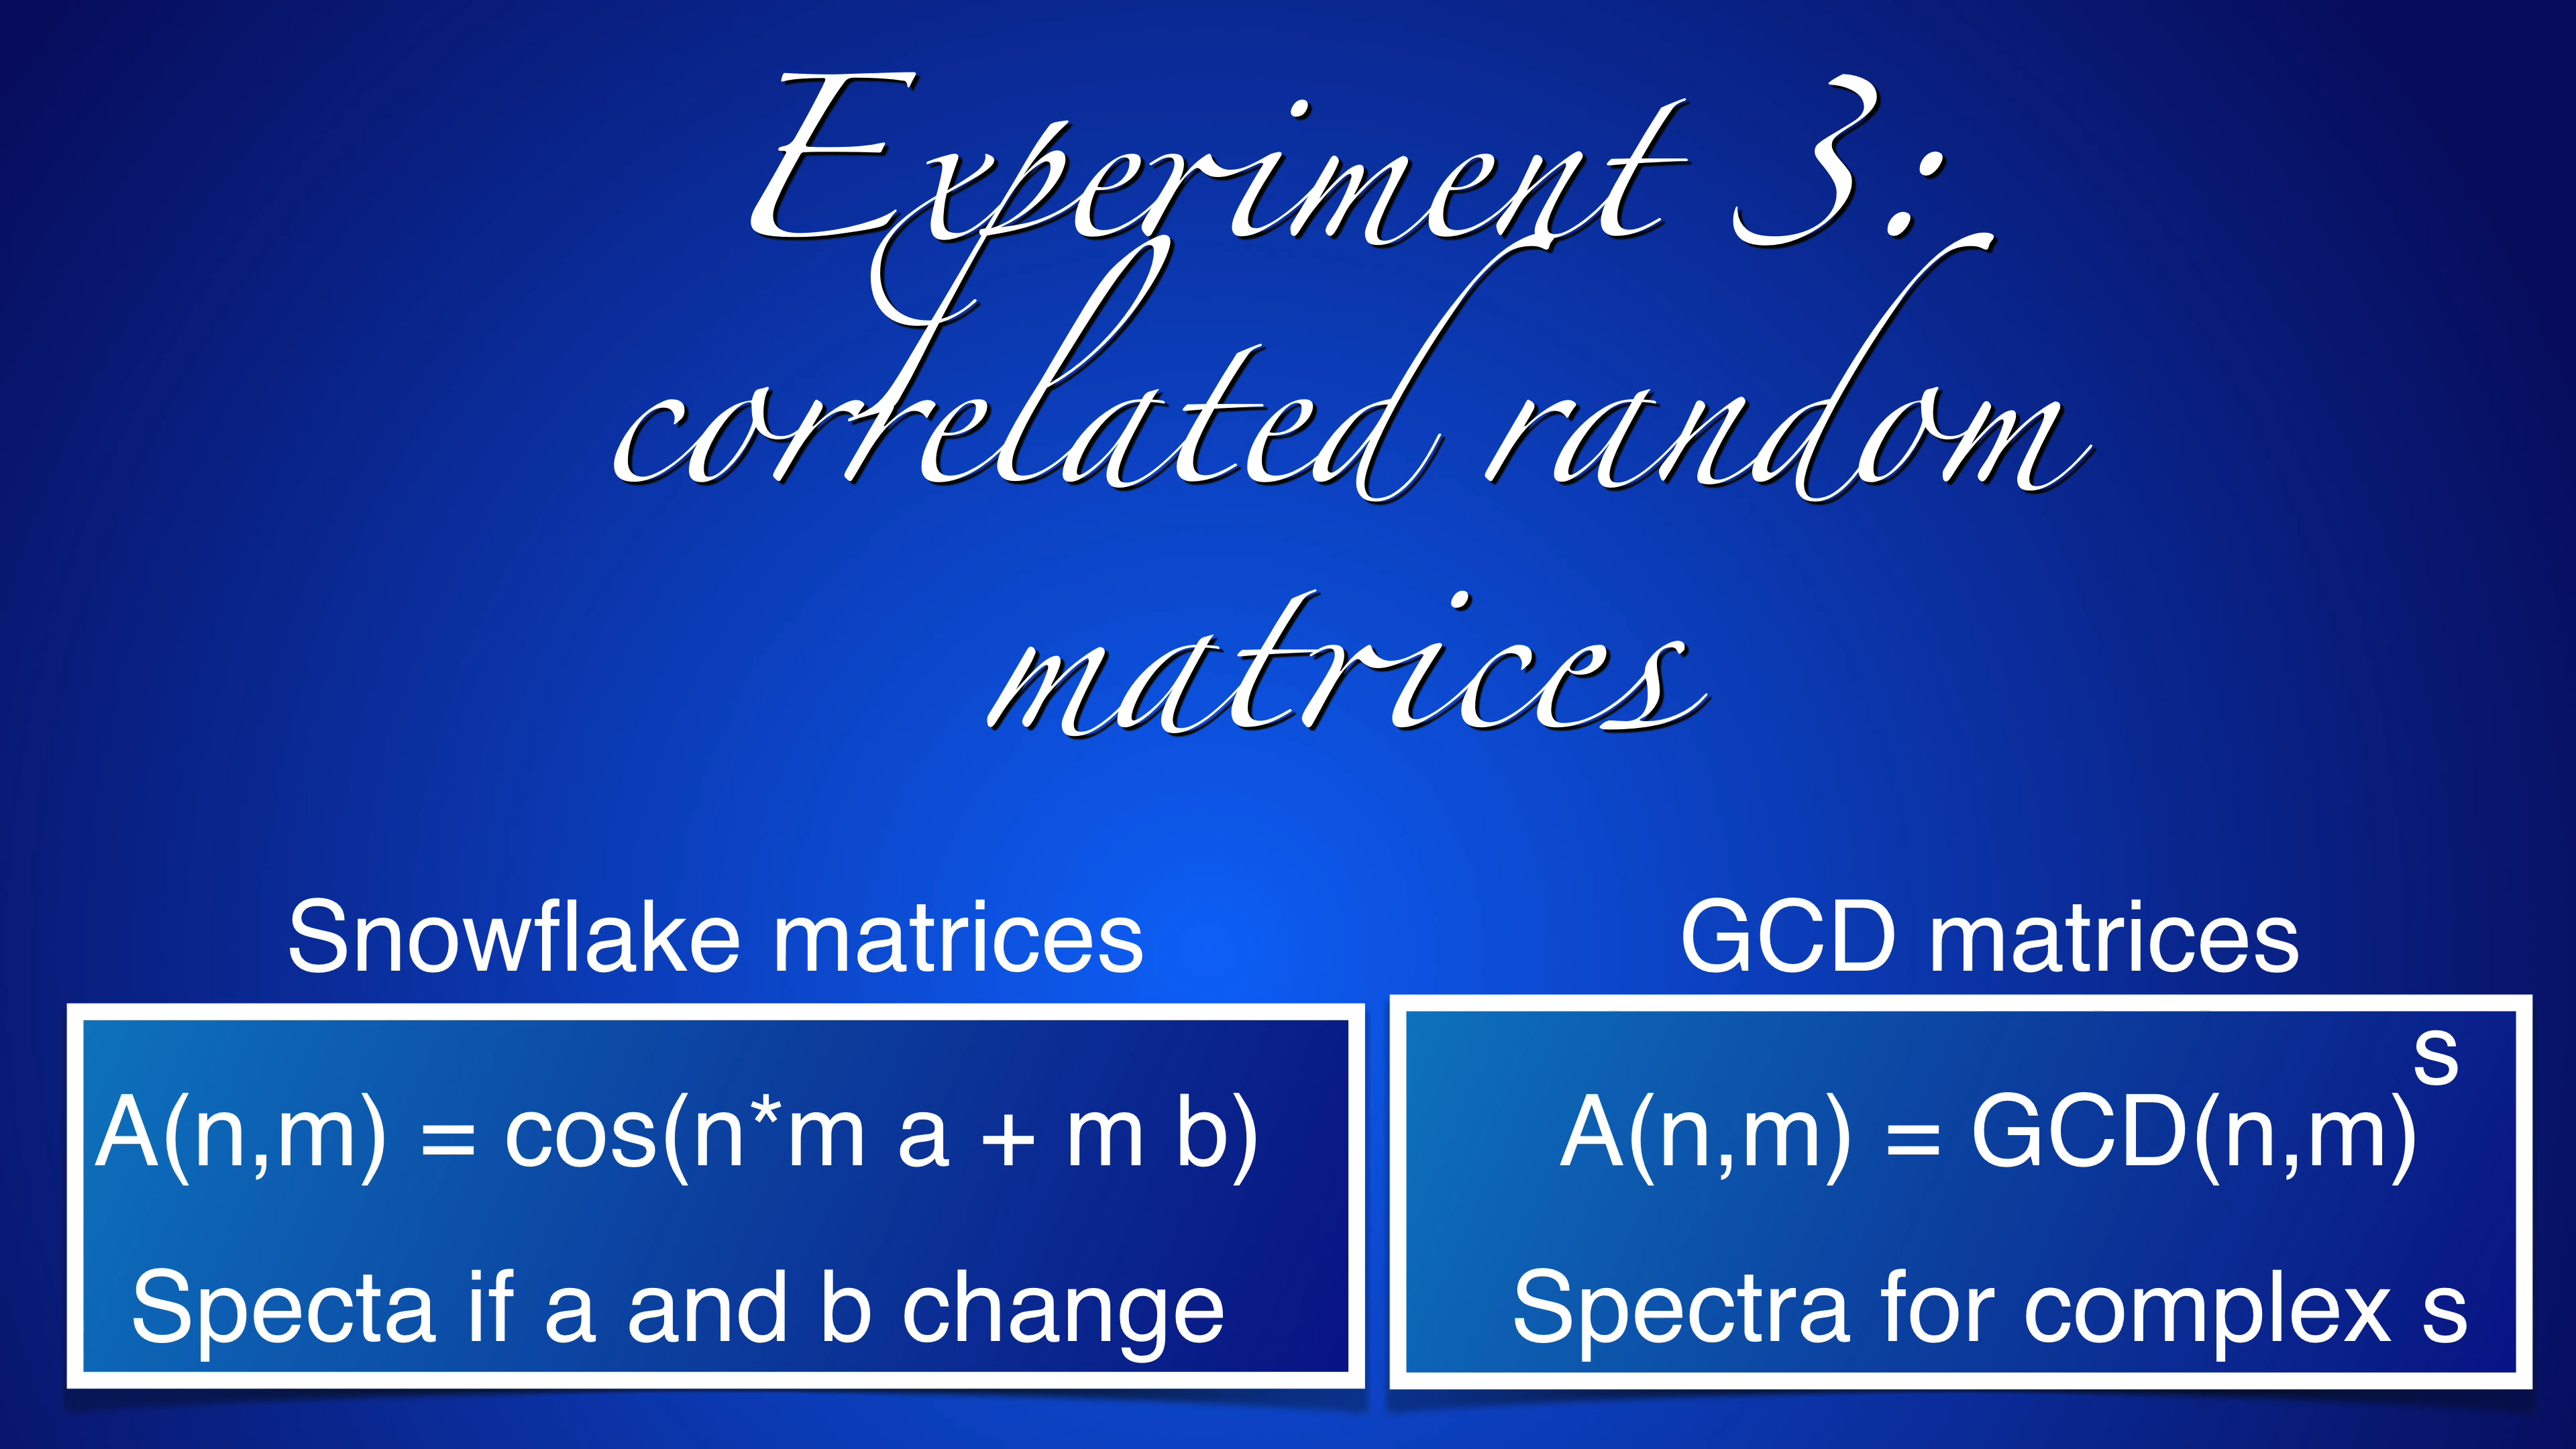 Experiment 3:
correlated random
matrices
Snowflake matrices
A(n,m) = cos(n*m a + m b)
Specta if a and b change
GCD matrices
A(n,m) = GCD(n,m)^s
Spectra for complex s